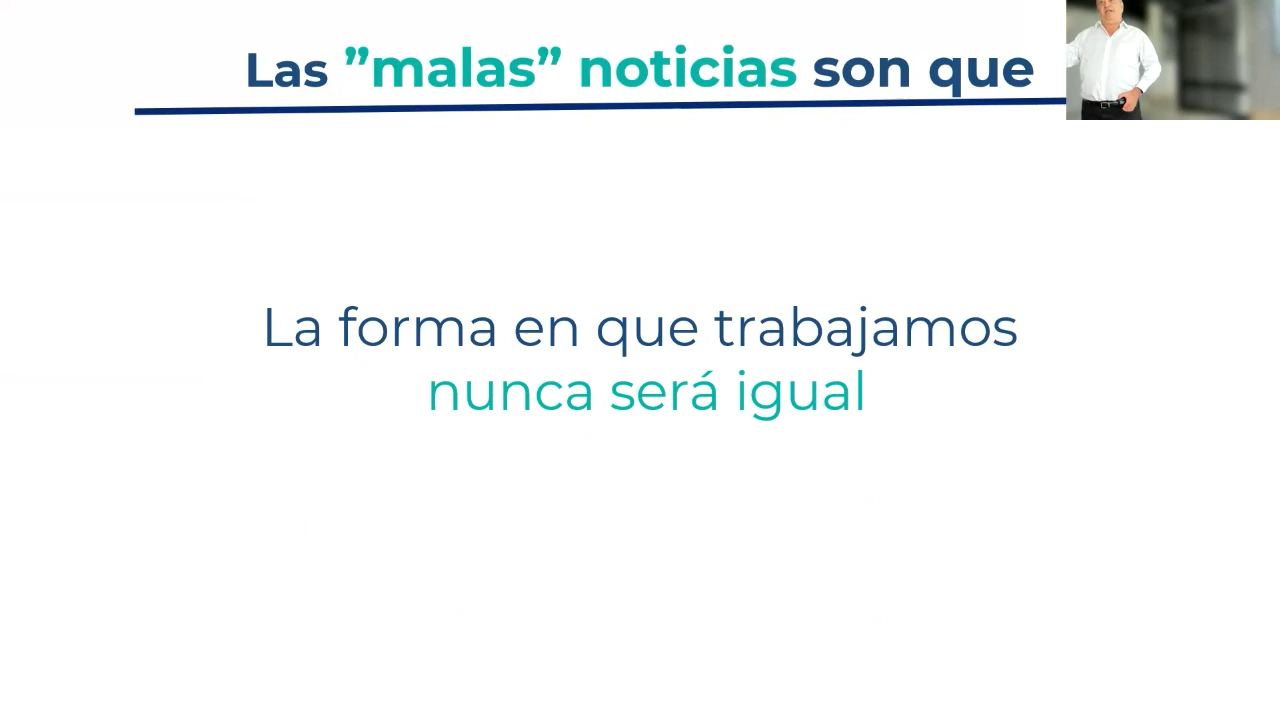 Las ”malas” noticias son que
La forma en que trabajamos
nunca será igual